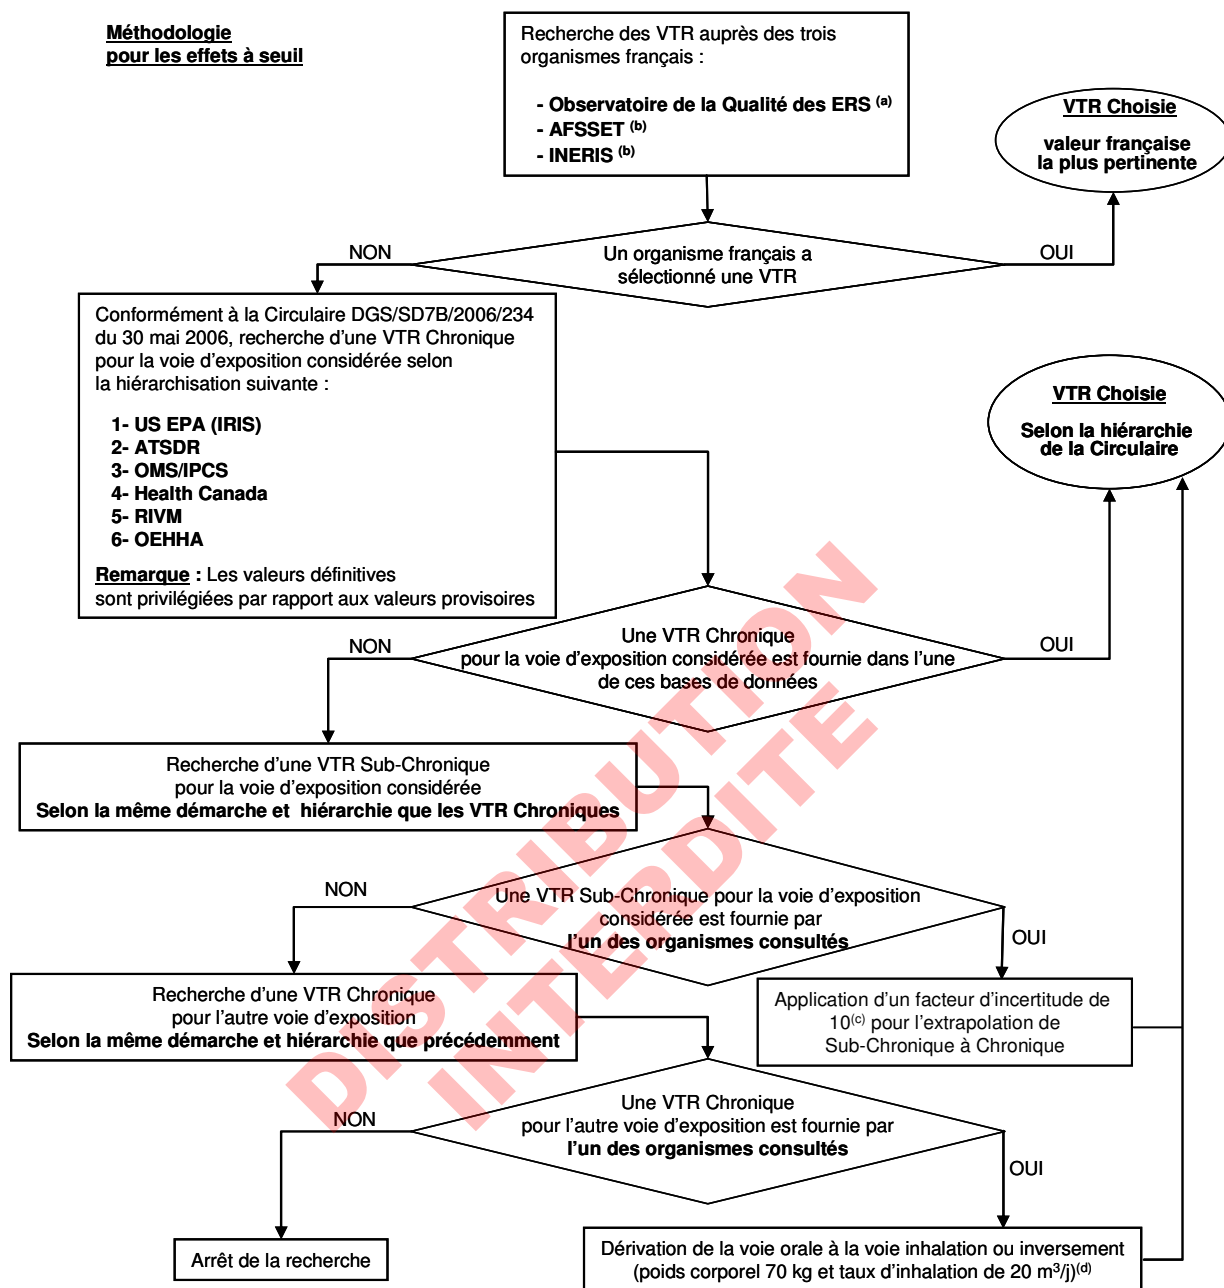 Méthodologie
pour les effets à seuil
Recherche des VTR auprès des trois
organismes français :
- Observatoire de la Qualité des ERS (a)
- AFSSET (b)
- INERIS (b)
VTR Choisie
valeur française
la plus pertinente
NON
Un organisme français a
sélectionné une VTR
OUI
Conformément à la Circulaire DGS/SD7B/2006/234
du 30 mai 2006, recherche d'une VTR Chronique
pour la voie d'exposition considérée selon
la hiérarchisation suivante :
1- US EPA (IRIS)
2- ATSDR
3- OMS/IPCS
4- Health Canada
5- RIVM
6- OEHHA
Remarque : Les valeurs définitives
sont privilégiées par rapport aux valeurs provisoires
VTR Choisie
Selon la hiérarchie
de la Circulaire
NON
Une VTR Chronique
pour la voie d'exposition considérée est fournie dans l'une
de ces bases de données
OUI
Recherche d'une VTR Sub-Chronique
pour la voie d'exposition considérée
Selon la même démarche et hiérarchie que les VTR Chroniques
NON
Une VTR Sub-Chronique pour la voie d'exposition
considérée est fournie par
l'un des organismes consultés
OUI
Recherche d'une VTR Chronique
pour l'autre voie d'exposition
Selon la même démarche et hiérarchie que précédemment
Application d'un facteur d'incertitude de
10(c) pour l'extrapolation de
Sub-Chronique à Chronique
NON
Une VTR Chronique
pour l'autre voie d'exposition est fournie par
l'un des organismes consultés
OUI
Arrêt de la recherche
Dérivation de la voie orale à la voie inhalation ou inversement
(poids corporel 70 kg et taux d'inhalation de 20 m³/j)(d)
DISTRIBUTION
INTERDITE